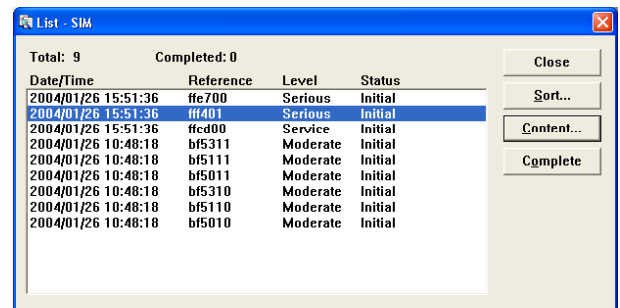 List - SIM
Total: 9 Completed: 0
Date/Time Reference Level Status
2004/01/26 15:51:36 ffe700 Serious Initial
2004/01/26 15:51:36 fff401 Serious Initial
2004/01/26 15:51:36 ffcd00 Service Initial
2004/01/26 10:48:18 bf5311 Moderate Initial
2004/01/26 10:48:18 bf5111 Moderate Initial
2004/01/26 10:48:18 bf5011 Moderate Initial
2004/01/26 10:48:18 bf5310 Moderate Initial
2004/01/26 10:48:18 bf5110 Moderate Initial
2004/01/26 10:48:18 bf5010 Moderate Initial
Close
Sort...
Content...
Complete